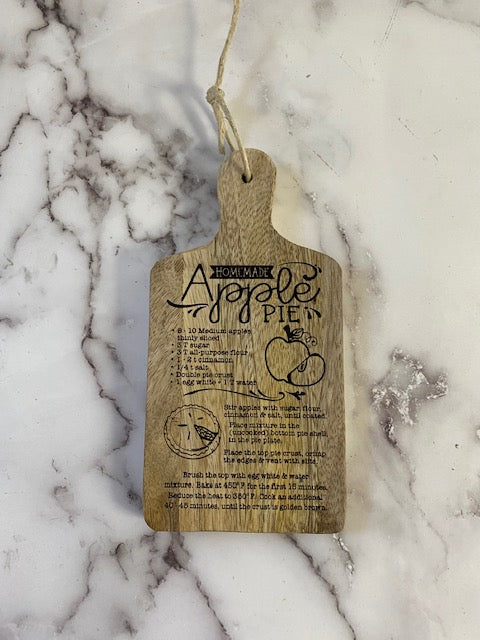 HOMEMADE
Apple
PIE
• 8 - 10 Medium apples,
thinly sliced
• 3 T sugar
• 3 T all-purpose flour
• 1 - 2 t cinnamon
• 1/4 t salt
• Double pie crust
• 1 egg white + 1 T water
Stir apples with sugar, flour,
cinnamon & salt, until coated.
Place mixture in the
(uncooked) bottom pie shell
in the pie plate.
Place the top pie crust, crimp
the edges & vent with slits.
Brush the top with egg white & water
mixture. Bake at 450° F for the first 15 minutes.
Reduce the heat to 350° F. Cook an additional
40 - 45 minutes, until the crust is golden brown.